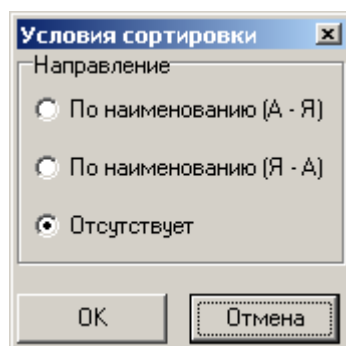 Условия сортировки
Направление
По наименованию (А - Я)
По наименованию (Я - А)
Отсутствует
OK
Отмена